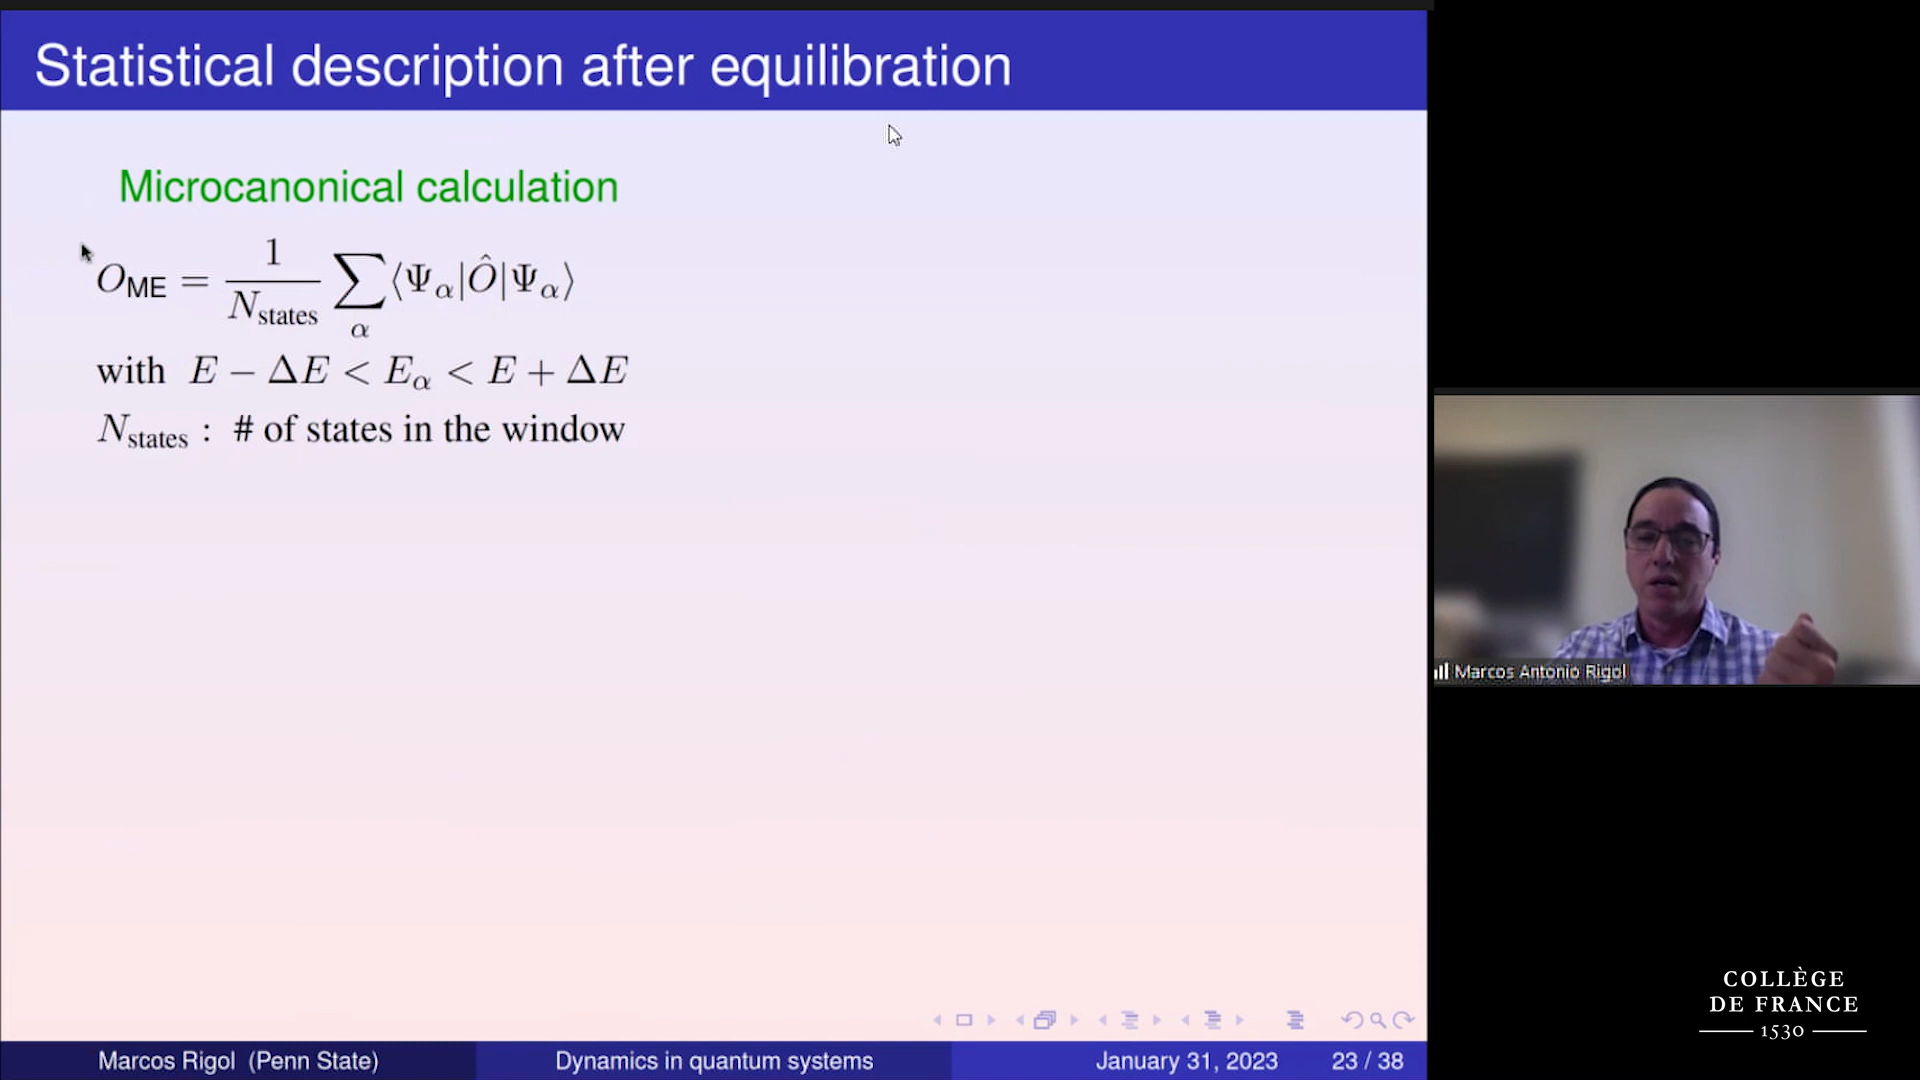 Statistical description after equilibration
Microcanonical calculation
O_ME = 1/N_states ∑_α ⟨Ψ_α|Ô|Ψ_α⟩
with E − ΔE < E_α < E + ΔE
N_states : # of states in the window
Marcos Rigol (Penn State) Dynamics in quantum systems January 31, 2023 23 / 38
Marcos Antonio Rigol
COLLÈGE
DE FRANCE
1530